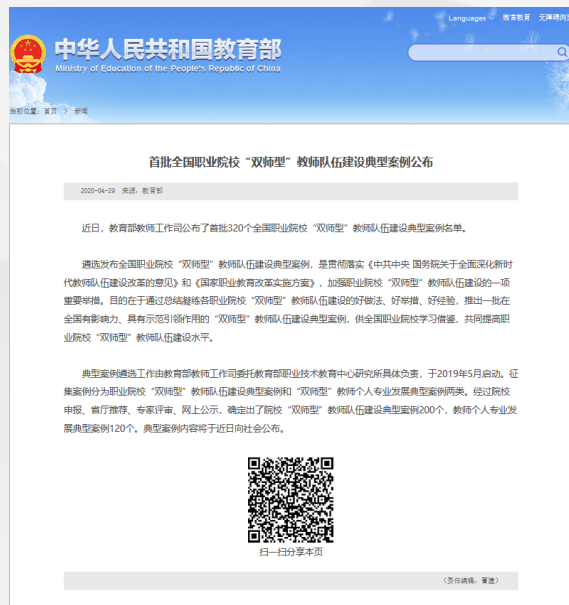 Languages 微言教育 无障碍浏览
中华人民共和国教育部
Ministry of Education of the People's Republic of China
当前位置：首页 > 新闻
首批全国职业院校“双师型”教师队伍建设典型案例公布
2020-04-29 来源：教育部
近日，教育部教师工作司公布了首批320个全国职业院校“双师型”教师队伍建设典型案例名单。
遴选发布全国职业院校“双师型”教师队伍建设典型案例，是贯彻落实《中共中央 国务院关于全面深化新时
代教师队伍建设改革的意见》和《国家职业教育改革实施方案》，加强职业院校“双师型”教师队伍建设的一项
重要举措。目的在于通过总结凝练各职业院校“双师型”教师队伍建设的好做法、好举措、好经验，推出一批在
全国有影响力、具有示范引领作用的“双师型”教师队伍建设典型案例，供全国职业院校学习借鉴，共同提高职
业院校“双师型”教师队伍建设水平。
典型案例遴选工作由教育部教师工作司委托教育部职业技术教育中心研究所具体负责，于2019年5月启动。征
集案例分为职业院校“双师型”教师队伍建设典型案例和“双师型”教师个人专业发展典型案例两类。经过院校
申报、省厅推荐、专家评审、网上公示，确定出了院校“双师型”教师队伍建设典型案例200个，教师个人专业发
展典型案例120个。典型案例内容将于近日向社会公布。
扫一扫分享本页
（责任编辑：曹建）